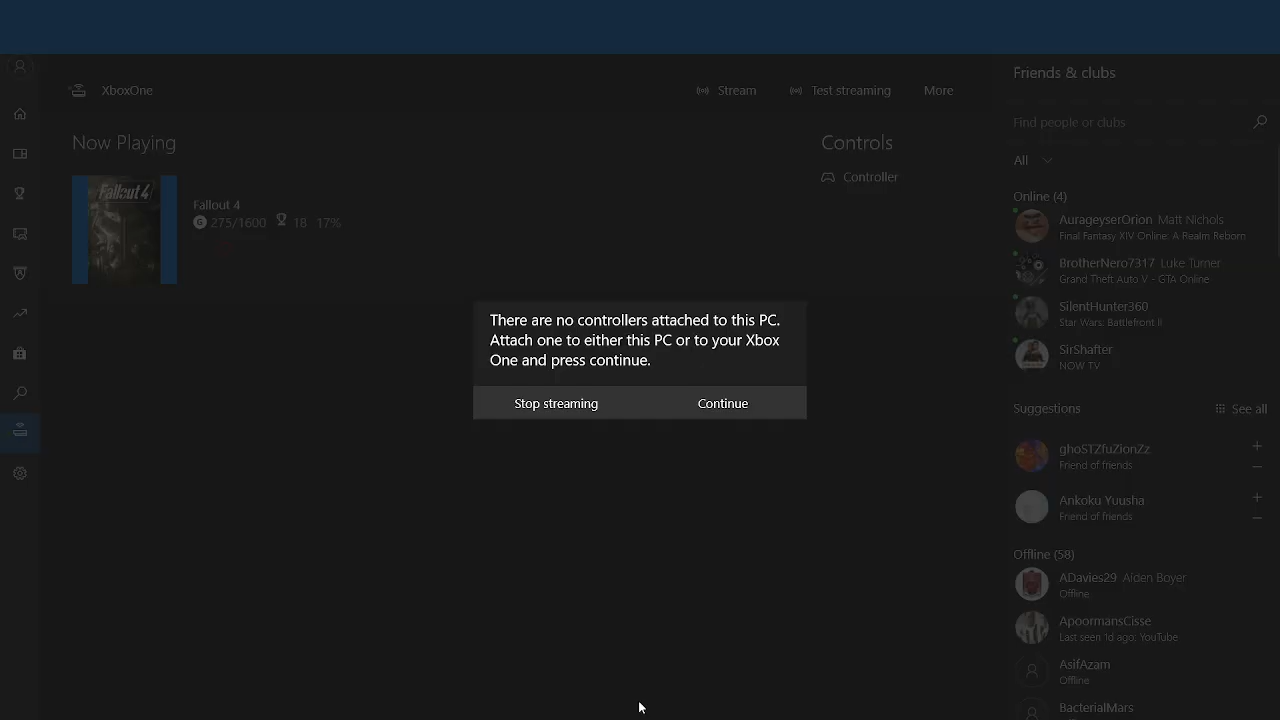 XboxOne
Stream
Test streaming
More
Now Playing
Controls
Controller
Fallout 4
Fallout 4
G 275/1600 18 17%
There are no controllers attached to this PC.
Attach one to either this PC or to your Xbox
One and press continue.
Stop streaming
Continue
Friends & clubs
Find people or clubs
All
Online (4)
AurageyserOrion Matt Nichols
Final Fantasy XIV Online: A Realm Reborn
BrotherNero7317 Luke Turner
Grand Theft Auto V - GTA Online
SilentHunter360
Star Wars: Battlefront II
SirShafter
NOW TV
Suggestions
See all
ghoSTZfuZionZz
Friend of friends
Ankoku Yuusha
Friend of friends
Offline (58)
ADavies29 Aiden Boyer
Offline
ApoormansCisse
Last seen 1d ago: YouTube
AsifAzam
Offline
BacterialMars